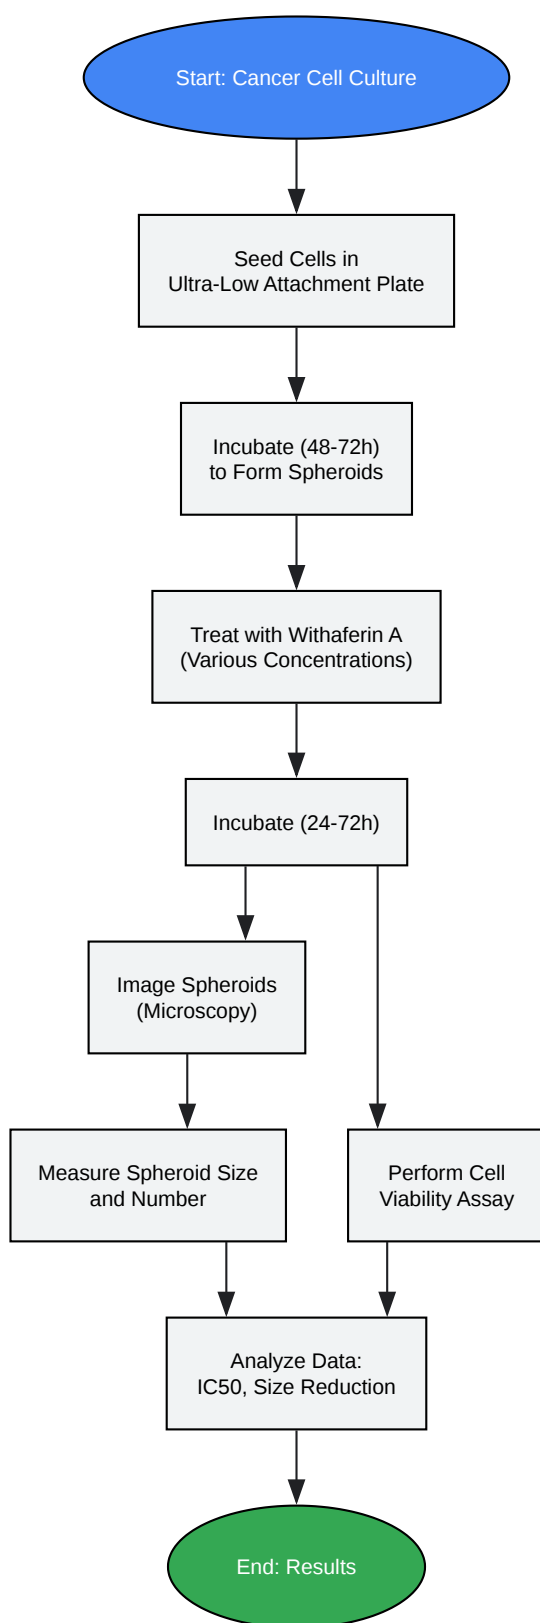 Start: Cancer Cell Culture
Seed Cells in
Ultra-Low Attachment Plate
Incubate (48-72h)
to Form Spheroids
Treat with Withaferin A
(Various Concentrations)
Incubate (24-72h)
Image Spheroids
(Microscopy)
Measure Spheroid Size
and Number
Perform Cell
Viability Assay
Analyze Data:
IC50, Size Reduction
End: Results